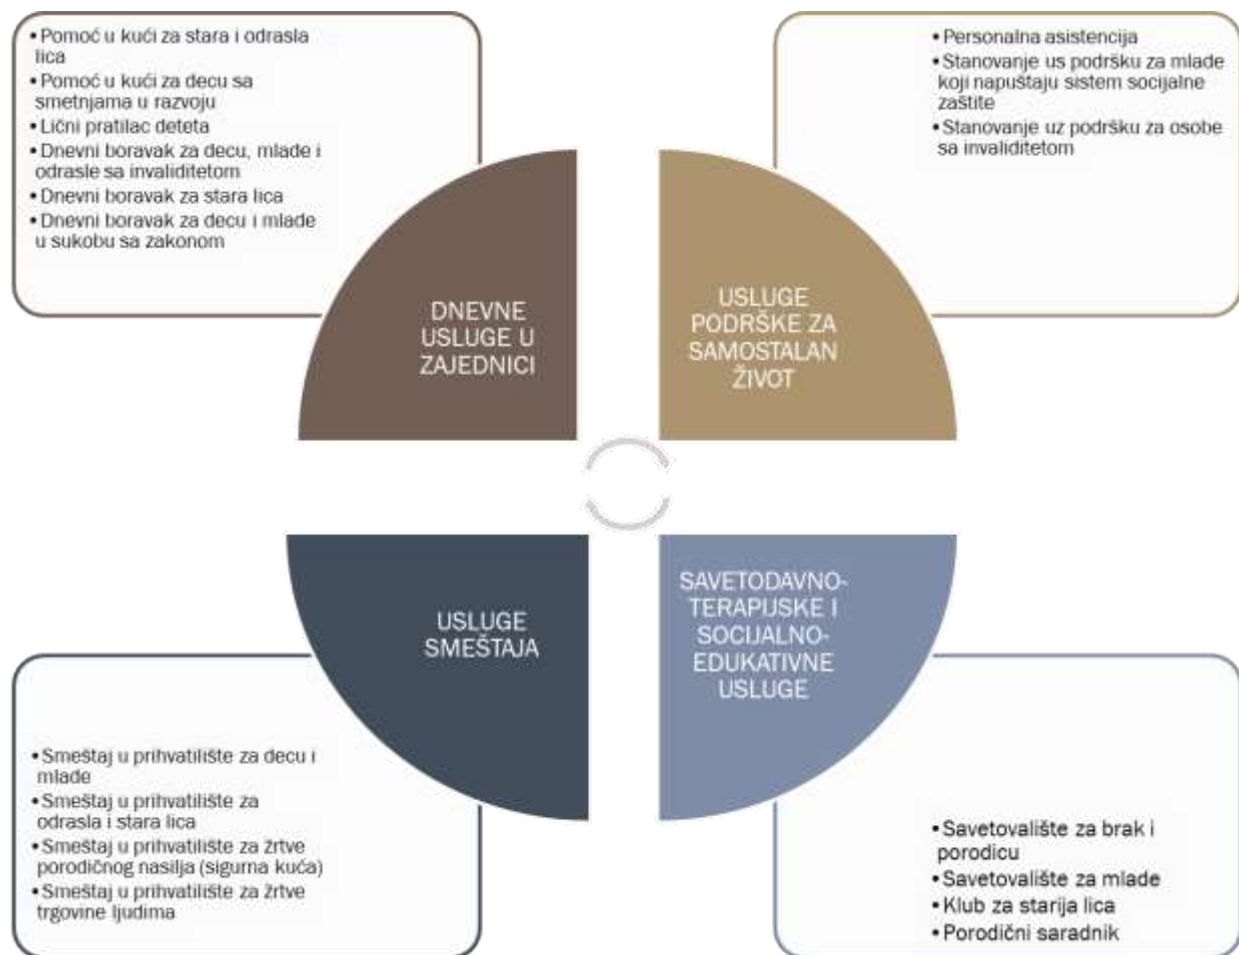 • Pomoć u kući za stara i odrasla
lica
• Pomoć u kući za decu sa
smetnjama u razvoju
• Lični pratilac deteta
• Dnevni boravak za decu, mlade i
odrasle sa invaliditetom
• Dnevni boravak za stara lica
• Dnevni boravak za decu i mlade
u sukobu sa zakonom
DNEVNE
USLUGE U
ZAJEDNICI
• Personalna asistencija
• Stanovanje us podršku za mlade
koji napuštaju sistem socijalne
zaštite
• Stanovanje uz podršku za osobe
sa invaliditetom
USLUGE
PODRŠKE ZA
SAMOSTALAN
ŽIVOT
USLUGE
SMEŠTAJA
• Smeštaj u prihvatilište za decu i
mlade
• Smeštaj u prihvatilište za
odrasla i stara lica
• Smeštaj u prihvatilište za žrtve
porodičnog nasilja (sigurna kuća)
• Smeštaj u prihvatilište za žrtve
trgovine ljudima
SAVETODAVNO-
TERAPIJSKE I
SOCIJALNO-
EDUKATIVNE
USLUGE
• Savetovalište za brak i
porodicu
• Savetovalište za mlade
• Klub za starija lica
• Porodični saradnik